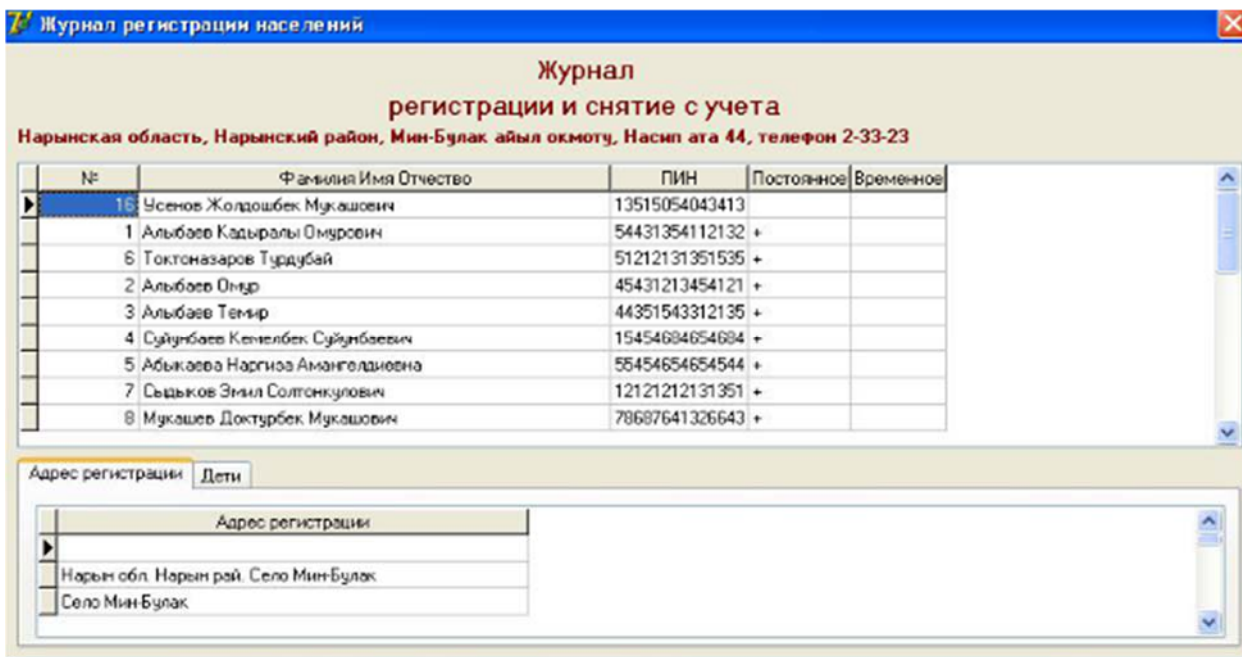 Журнал регистрации населений
Журнал
регистрации и снятие с учета
Нарынская область, Нарынский район, Мин-Булак айыл окмоту, Насип ата 44, телефон 2-33-23
№ Фамилия Имя Отчество ПИН Постоянное Временное
16 Усенов Жолдошбек Мукашович 13515054043413
1 Алыбаев Кадыралы Омурович 54431354112132 +
6 Токтоназаров Турдубай 51212131351535 +
2 Алыбаев Омур 45431213454121 +
3 Алыбаев Темир 44351543312135 +
4 Суйунбаев Кемелбек Суйунбаевич 15454684654684 +
5 Абыкаева Наргиза Амангелдиевна 55454654654544 +
7 Сыдыков Эмил Солтонкулович 12121212131351 +
8 Мукашев Доктурбек Мукашович 78687641326643 +
Адрес регистрации Дети
Адрес регистрации
Нарын обл. Нарын рай. Село Мин-Булак
Село Мин-Булак